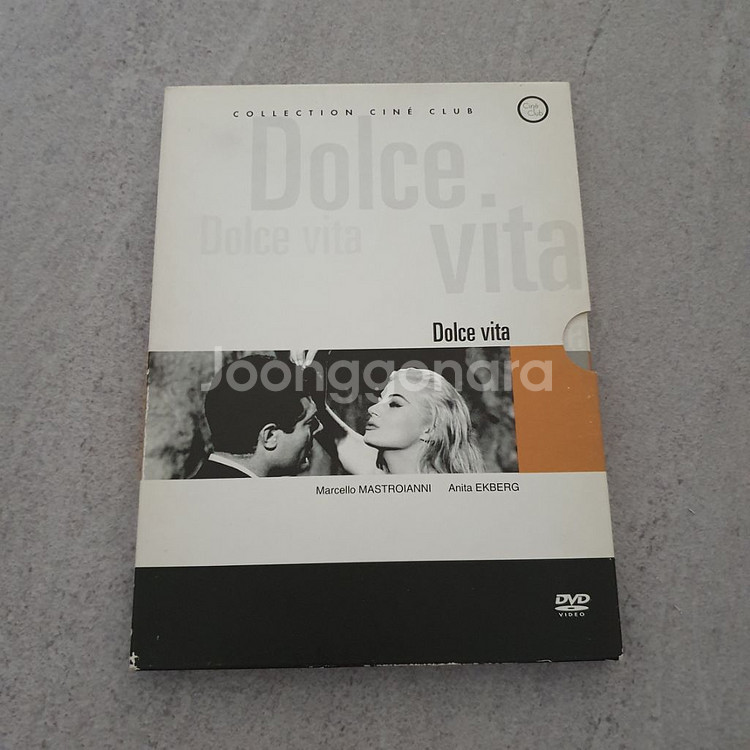 COLLECTION CINÉ CLUB
Ciné
Club
Dolce
vita
Dolce vita
Dolce vita
Joonggonara
Marcello MASTROIANNI Anita EKBERG
DVD
VIDEO